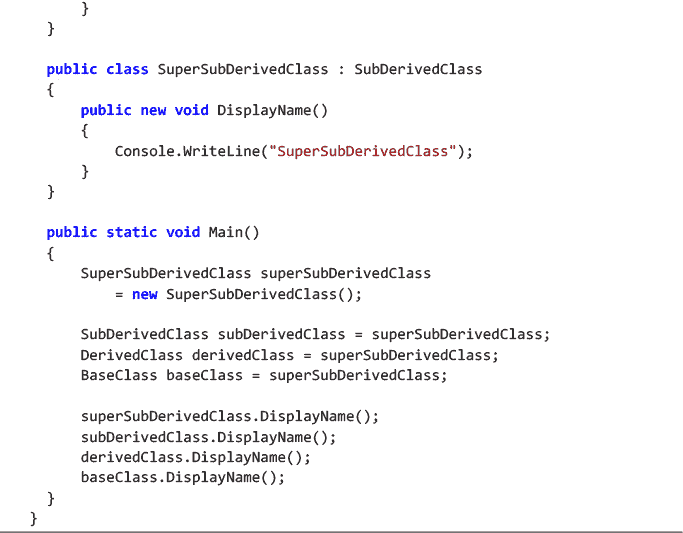 }
    }

    public class SuperSubDerivedClass : SubDerivedClass
    {
        public new void DisplayName()
        {
            Console.WriteLine("SuperSubDerivedClass");
        }
    }

    public static void Main()
    {
        SuperSubDerivedClass superSubDerivedClass
            = new SuperSubDerivedClass();

        SubDerivedClass subDerivedClass = superSubDerivedClass;
        DerivedClass derivedClass = superSubDerivedClass;
        BaseClass baseClass = superSubDerivedClass;

        superSubDerivedClass.DisplayName();
        subDerivedClass.DisplayName();
        derivedClass.DisplayName();
        baseClass.DisplayName();
    }
}